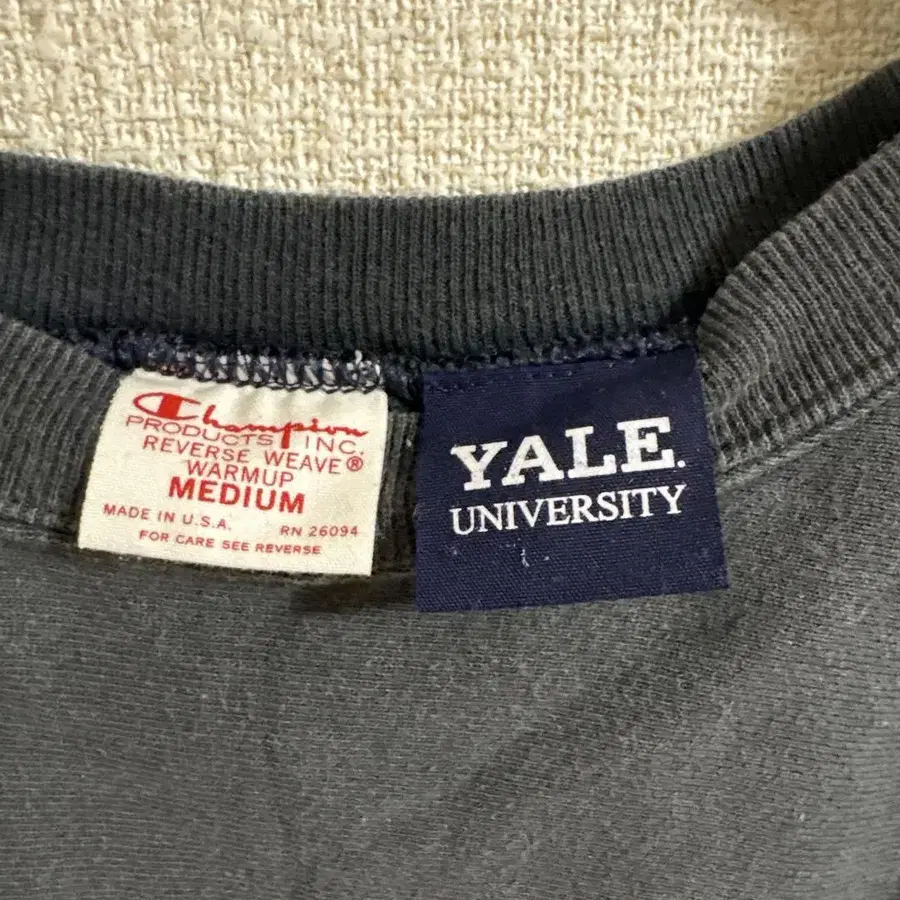 Champion
PRODUCTS INC.
REVERSE WEAVE®
WARMUP
MEDIUM
MADE IN U.S.A. RN 26094
FOR CARE SEE REVERSE
YALE.
UNIVERSITY